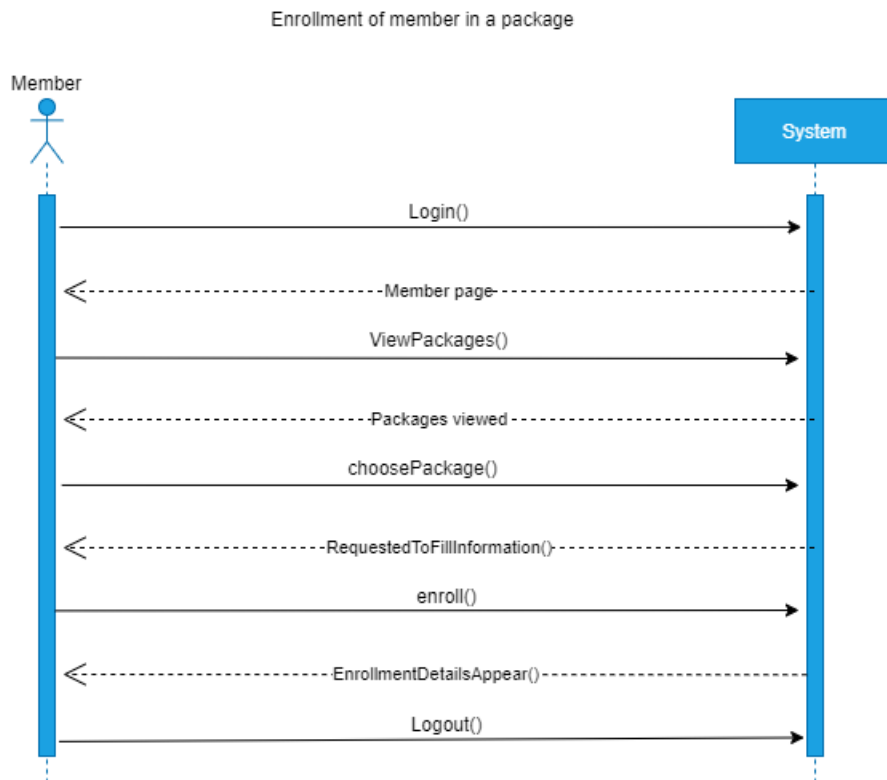 Enrollment of member in a package
Member
System
Login()
Member page
ViewPackages()
Packages viewed
choosePackage()
RequestedToFillInformation()
enroll()
EnrollmentDetailsAppear()
Logout()